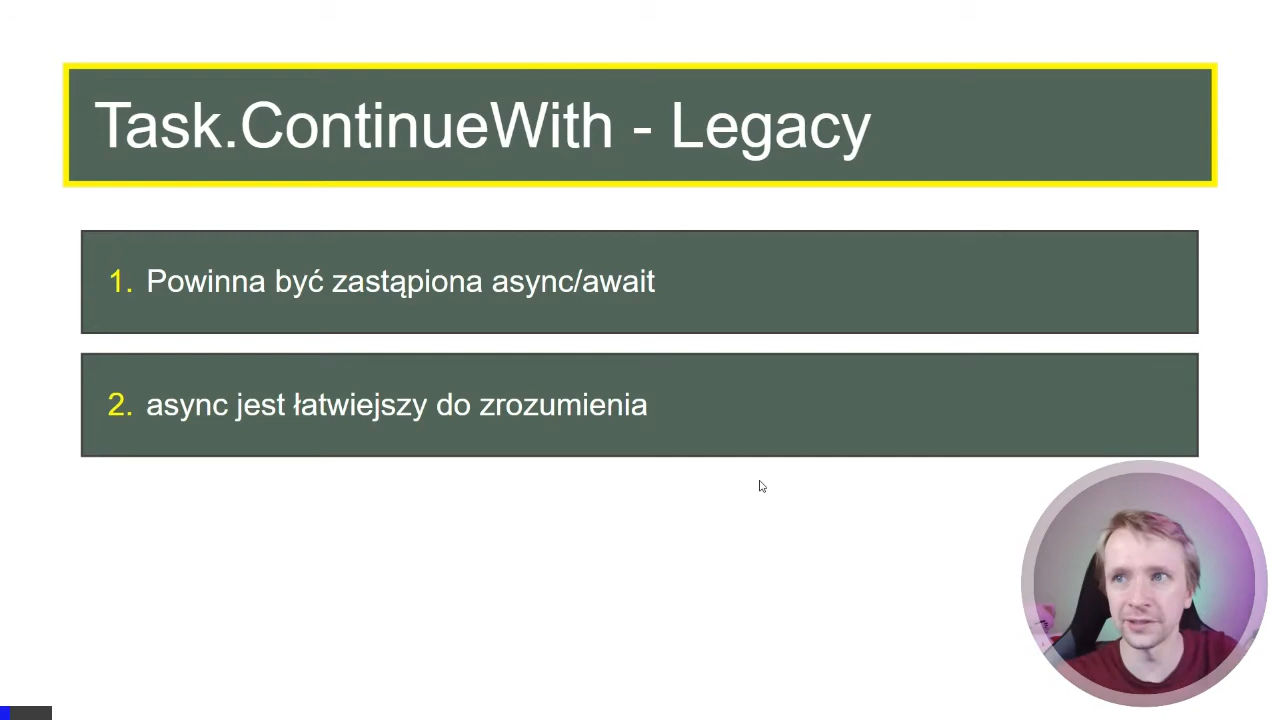 Task.ContinueWith - Legacy
1. Powinna być zastąpiona async/await
2. async jest łatwiejszy do zrozumienia